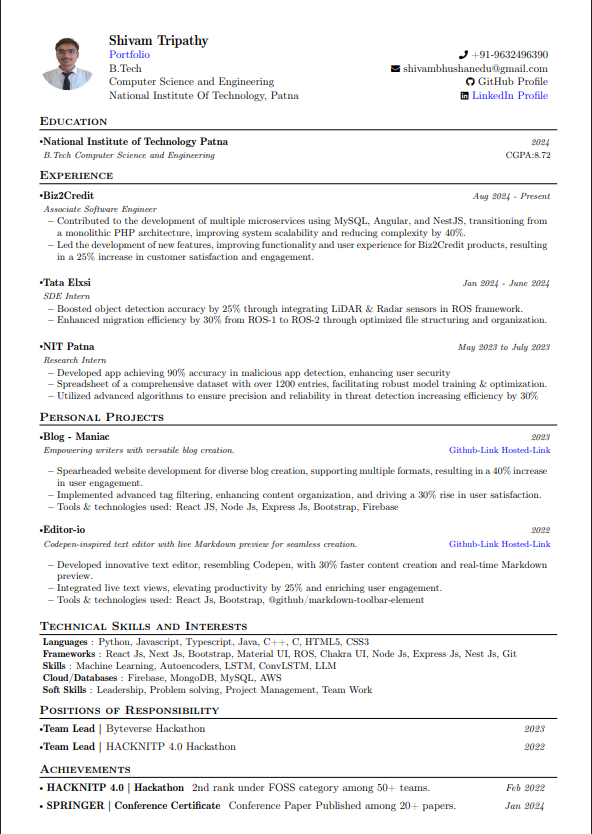 Shivam Tripathy
Portfolio
B.Tech
Computer Science and Engineering
National Institute Of Technology, Patna
+91-9632496390
shivambhushanedu@gmail.com
GitHub Profile
LinkedIn Profile
EDUCATION
•National Institute of Technology Patna 2024
B.Tech Computer Science and Engineering CGPA:8.72
EXPERIENCE
•Biz2Credit Aug 2024 - Present
Associate Software Engineer
– Contributed to the development of multiple microservices using MySQL, Angular, and NestJS, transitioning from
a monolithic PHP architecture, improving system scalability and reducing complexity by 40%.
– Led the development of new features, improving functionality and user experience for Biz2Credit products, resulting
in a 25% increase in customer satisfaction and engagement.
•Tata Elxsi Jan 2024 - June 2024
SDE Intern
– Boosted object detection accuracy by 25% through integrating LiDAR & Radar sensors in ROS framework.
– Enhanced migration efficiency by 30% from ROS-1 to ROS-2 through optimized file structuring and organization.
•NIT Patna May 2023 to July 2023
Research Intern
– Developed app achieving 90% accuracy in malicious app detection, enhancing user security
– Spreadsheet of a comprehensive dataset with over 1200 entries, facilitating robust model training & optimization.
– Utilized advanced algorithms to ensure precision and reliability in threat detection increasing efficiency by 30%
PERSONAL PROJECTS
•Blog - Maniac 2023
Empowering writers with versatile blog creation. Github-Link Hosted-Link
– Spearheaded website development for diverse blog creation, supporting multiple formats, resulting in a 40% increase
in user engagement.
– Implemented advanced tag filtering, enhancing content organization, and driving a 30% rise in user satisfaction.
– Tools & technologies used: React JS, Node Js, Express Js, Bootstrap, Firebase
•Editor-io 2022
Codepen-inspired text editor with live Markdown preview for seamless creation. Github-Link Hosted-Link
– Developed innovative text editor, resembling Codepen, with 30% faster content creation and real-time Markdown
preview.
– Integrated live text views, elevating productivity by 25% and enriching user engagement.
– Tools & technologies used: React Js, Bootstrap, @github/markdown-toolbar-element
TECHNICAL SKILLS AND INTERESTS
Languages : Python, Javascript, Typescript, Java, C++, C, HTML5, CSS3
Frameworks : React Js, Next Js, Bootstrap, Material UI, ROS, Chakra UI, Node Js, Express Js, Nest Js, Git
Skills : Machine Learning, Autoencoders, LSTM, ConvLSTM, LLM
Cloud/Databases : Firebase, MongoDB, MySQL, AWS
Soft Skills : Leadership, Problem solving, Project Management, Team Work
POSITIONS OF RESPONSIBILITY
•Team Lead | Byteverse Hackathon 2023
•Team Lead | HACKNITP 4.0 Hackathon 2022
ACHIEVEMENTS
• HACKNITP 4.0 | Hackathon 2nd rank under FOSS category among 50+ teams. Feb 2022
• SPRINGER | Conference Certificate Conference Paper Published among 20+ papers. Jan 2024